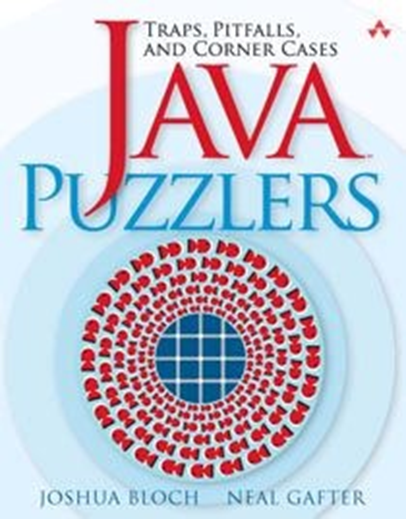 TRAPS, PITFALLS,
AND CORNER CASES
JAVA
PUZZLERS
JOSHUA BLOCH NEAL GAFTER